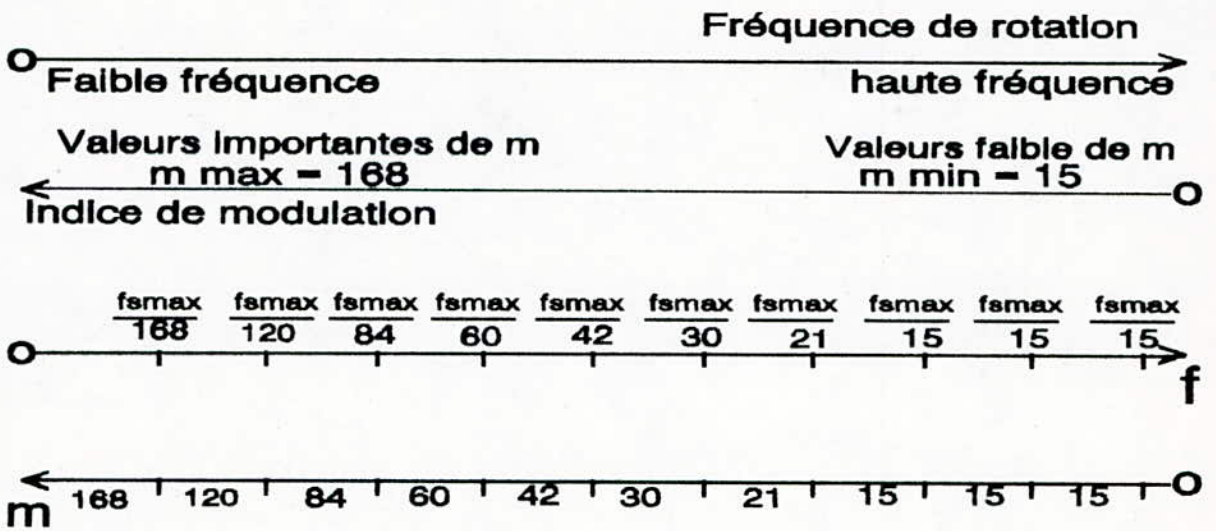 Fréquence de rotation
O
Faible fréquence haute fréquence
Valeurs importantes de m Valeurs faible de m
m max = 168 m min = 15
O
Indice de modulation
fsmax fsmax fsmax fsmax fsmax fsmax fsmax fsmax fsmax fsmax
168 120 84 60 42 30 21 15 15 15
O
f
O
168 120 84 60 42 30 21 15 15 15
m